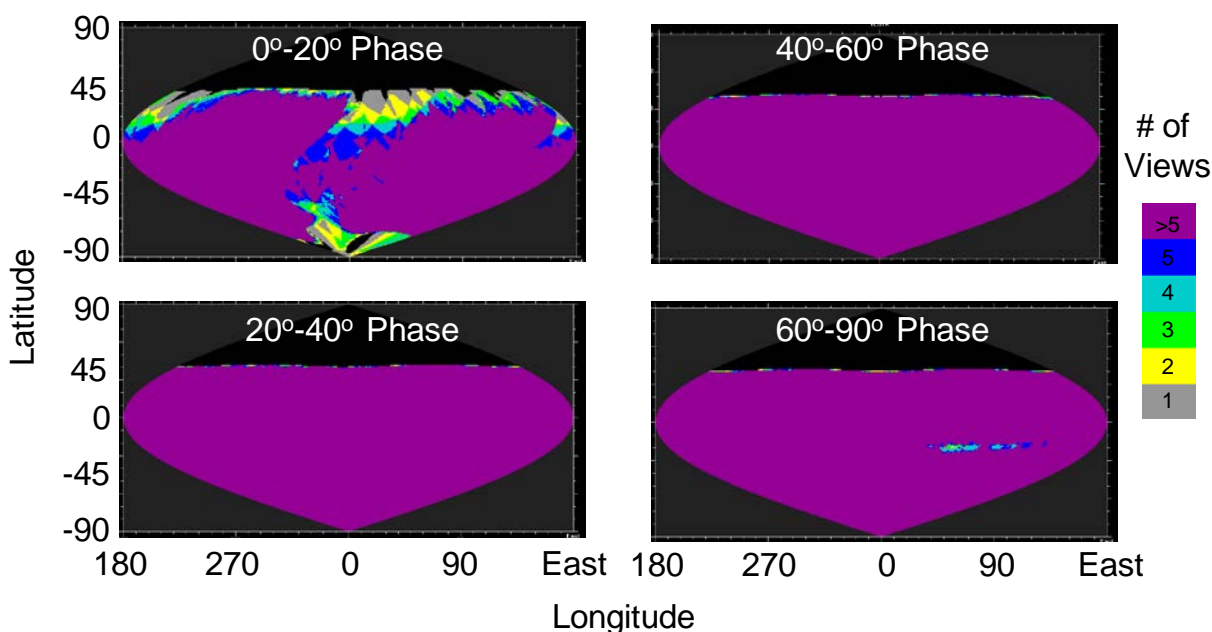 90
45
0
-45
-90
0°-20° Phase
40°-60° Phase
# of
Views
>5
5
4
3
2
1
Latitude
90
45
0
-45
-90
20°-40° Phase
60°-90° Phase
180 270 0 90 East
180 270 0 90 East
Longitude
East